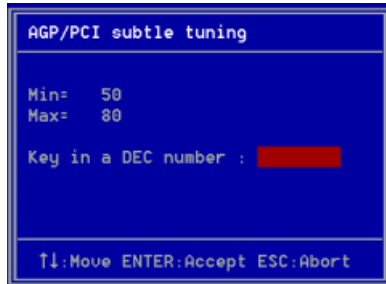 AGP/PCI subtle tuning
Min= 50
Max= 80
Key in a DEC number :
↑↓:Move ENTER:Accept ESC:Abort